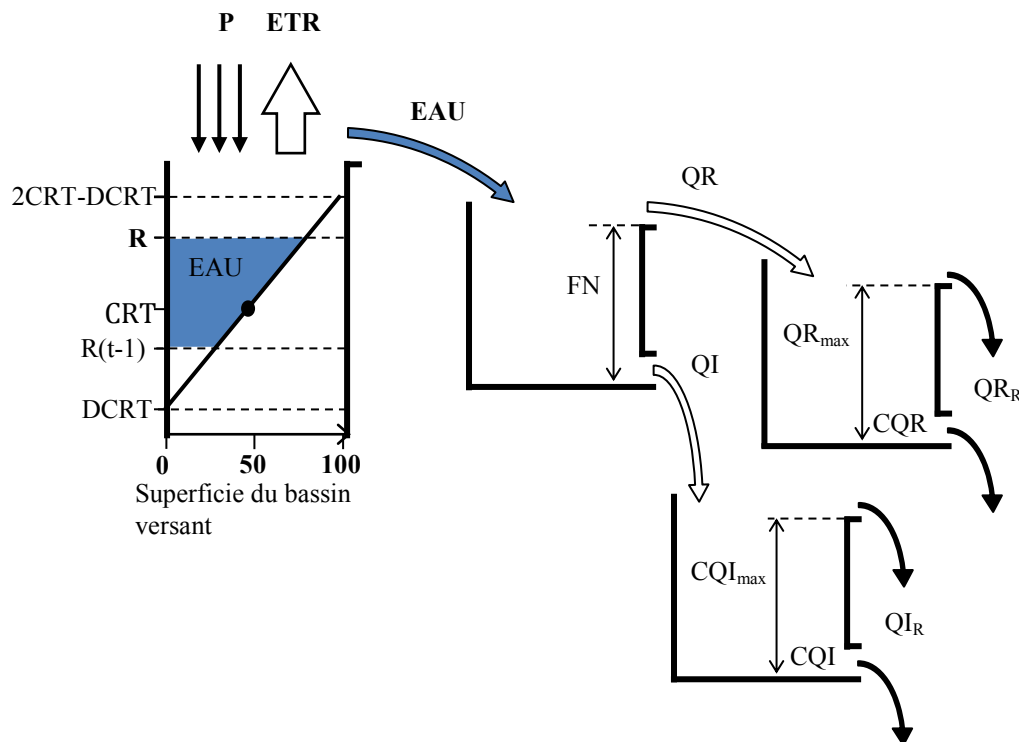 P ETR
EAU
2CRT-DCRT
R
EAU
CRT
R(t-1)
DCRT
0 50 100
Superficie du bassin
versant
QR
FN
QI
QRmax
CQR
QRR
CQImax
CQI
QIR